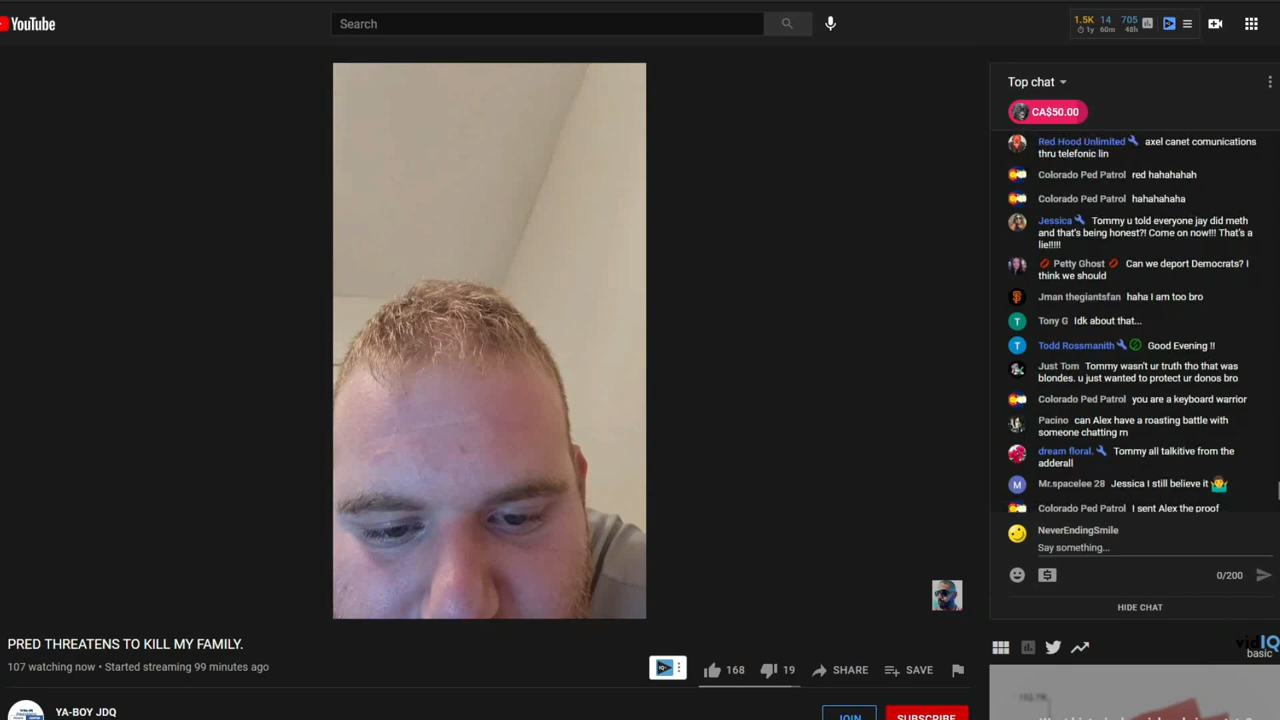 YouTube
Search
1.5K 14 705
1y 60m 48h
Top chat
CA$50.00
Red Hood Unlimited axel canet comunications
thru telefonic lin
Colorado Ped Patrol red hahahahah
Colorado Ped Patrol hahahahaha
Jessica Tommy u told everyone jay did meth
and that's being honest?! Come on now!!! That's a
lie!!!!!
Petty Ghost Can we deport Democrats? I
think we should
Jman thegiantsfan haha I am too bro
T Tony G Idk about that...
T Todd Rossmanith Good Evening !!
Just Tom Tommy wasn't ur truth tho that was
blondes. u just wanted to protect ur donos bro
Colorado Ped Patrol you are a keyboard warrior
Pacino can Alex have a roasting battle with
someone chatting rn
dream floral. Tommy all talkitive from the
adderall
M Mr.spacelee 28 Jessica I still believe it
Colorado Ped Patrol I sent Alex the proof
NeverEndingSmile
Say something...
0/200
HIDE CHAT
PRED THREATENS TO KILL MY FAMILY.
107 watching now • Started streaming 99 minutes ago
168 19 SHARE SAVE
vidIQ
basic
YA-BOY JDQ
JOIN SUBSCRIBE